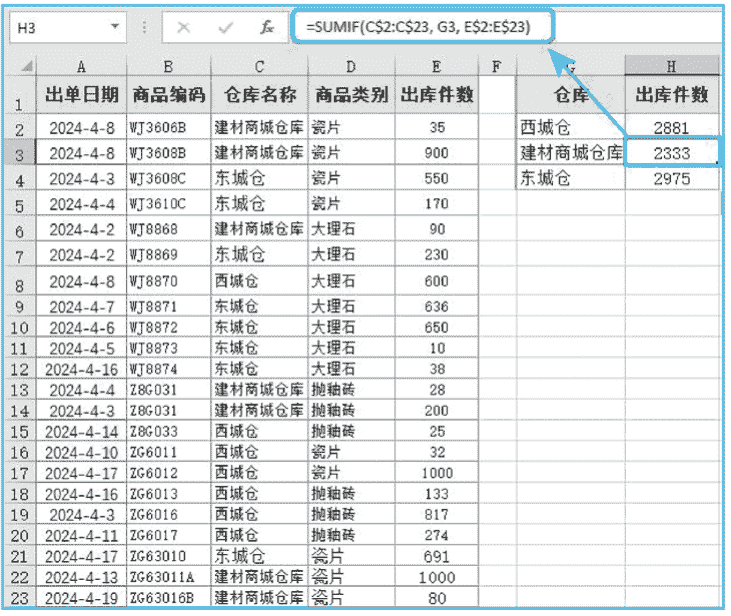 H3 =SUMIF(C$2:C$23, G3, E$2:E$23)
A B C D E F G H
1 出单日期 商品编码 仓库名称 商品类别 出库件数 仓库 出库件数
2 2024-4-8 WJ3606B 建材商城仓库 瓷片 35 西城仓 2881
3 2024-4-8 WJ3608B 建材商城仓库 瓷片 900 建材商城仓库 2333
4 2024-4-3 WJ3608C 东城仓 瓷片 550 东城仓 2975
5 2024-4-4 WJ3610C 东城仓 瓷片 170
6 2024-4-2 WJ8868 建材商城仓库 大理石 90
7 2024-4-2 WJ8869 东城仓 大理石 230
8 2024-4-8 WJ8870 西城仓 大理石 600
9 2024-4-7 WJ8871 东城仓 大理石 636
10 2024-4-6 WJ8872 东城仓 大理石 650
11 2024-4-5 WJ8873 东城仓 大理石 10
12 2024-4-16 WJ8874 东城仓 大理石 38
13 2024-4-4 Z8G031 建材商城仓库 抛釉砖 28
14 2024-4-3 Z8G031 建材商城仓库 抛釉砖 200
15 2024-4-14 Z8G033 西城仓 抛釉砖 25
16 2024-4-10 ZG6011 西城仓 瓷片 32
17 2024-4-17 ZG6012 西城仓 瓷片 1000
18 2024-4-16 ZG6013 西城仓 抛釉砖 133
19 2024-4-3 ZG6016 西城仓 抛釉砖 817
20 2024-4-11 ZG6017 西城仓 抛釉砖 274
21 2024-4-17 ZG63010 东城仓 瓷片 691
22 2024-4-13 ZG63011A 建材商城仓库 瓷片 1000
23 2024-4-19 ZG63016B 建材商城仓库 瓷片 80